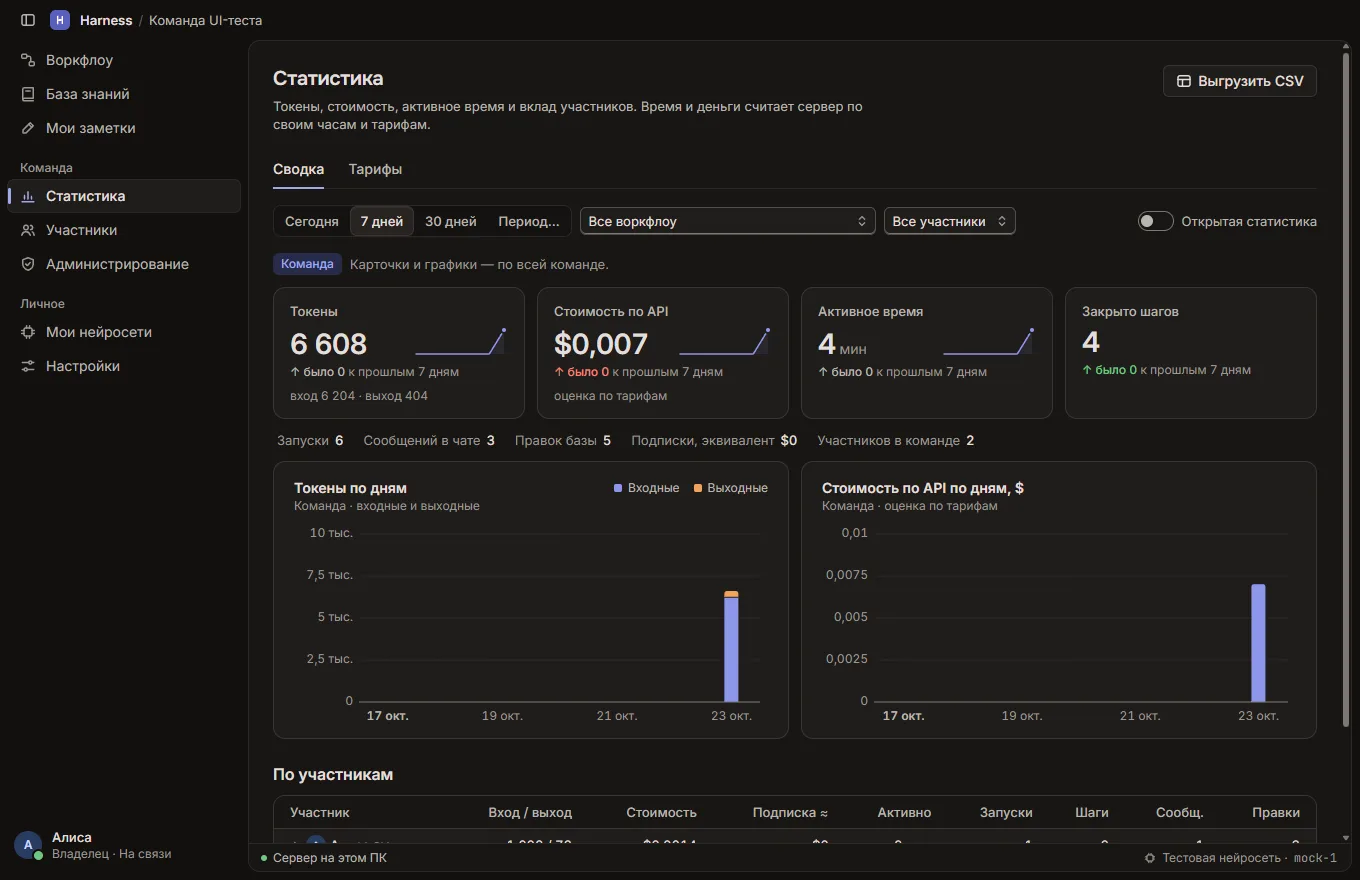 H Harness / Команда UI-теста
Воркфлоу
База знаний
Мои заметки
Команда
Статистика
Участники
Администрирование
Личное
Мои нейросети
Настройки
А
Алиса
Владелец · На связи
Статистика
Выгрузить CSV
Токены, стоимость, активное время и вклад участников. Время и деньги считает сервер по
своим часам и тарифам.
Сводка Тарифы
Сегодня 7 дней 30 дней Период... Все воркфлоу Все участники Открытая статистика
Команда Карточки и графики — по всей команде.
Токены
6 608
↑ было 0 к прошлым 7 дням
вход 6 204 · выход 404
Стоимость по API
$0,007
↑ было 0 к прошлым 7 дням
оценка по тарифам
Активное время
4 мин
↑ было 0 к прошлым 7 дням
Закрыто шагов
4
↑ было 0 к прошлым 7 дням
Запуски 6 Сообщений в чате 3 Правок базы 5 Подписки, эквивалент $0 Участников в команде 2
Токены по дням
Входные Выходные
Команда · входные и выходные
10 тыс.
7,5 тыс.
5 тыс.
2,5 тыс.
0
17 окт. 19 окт. 21 окт. 23 окт.
Стоимость по API по дням, $
Команда · оценка по тарифам
0,01
0,0075
0,005
0,0025
0
17 окт. 19 окт. 21 окт. 23 окт.
По участникам
Участник Вход / выход Стоимость Подписка ≈ Активно Запуски Шаги Сообщ. Правки
Сервер на этом ПК
Тестовая нейросеть · mock-1